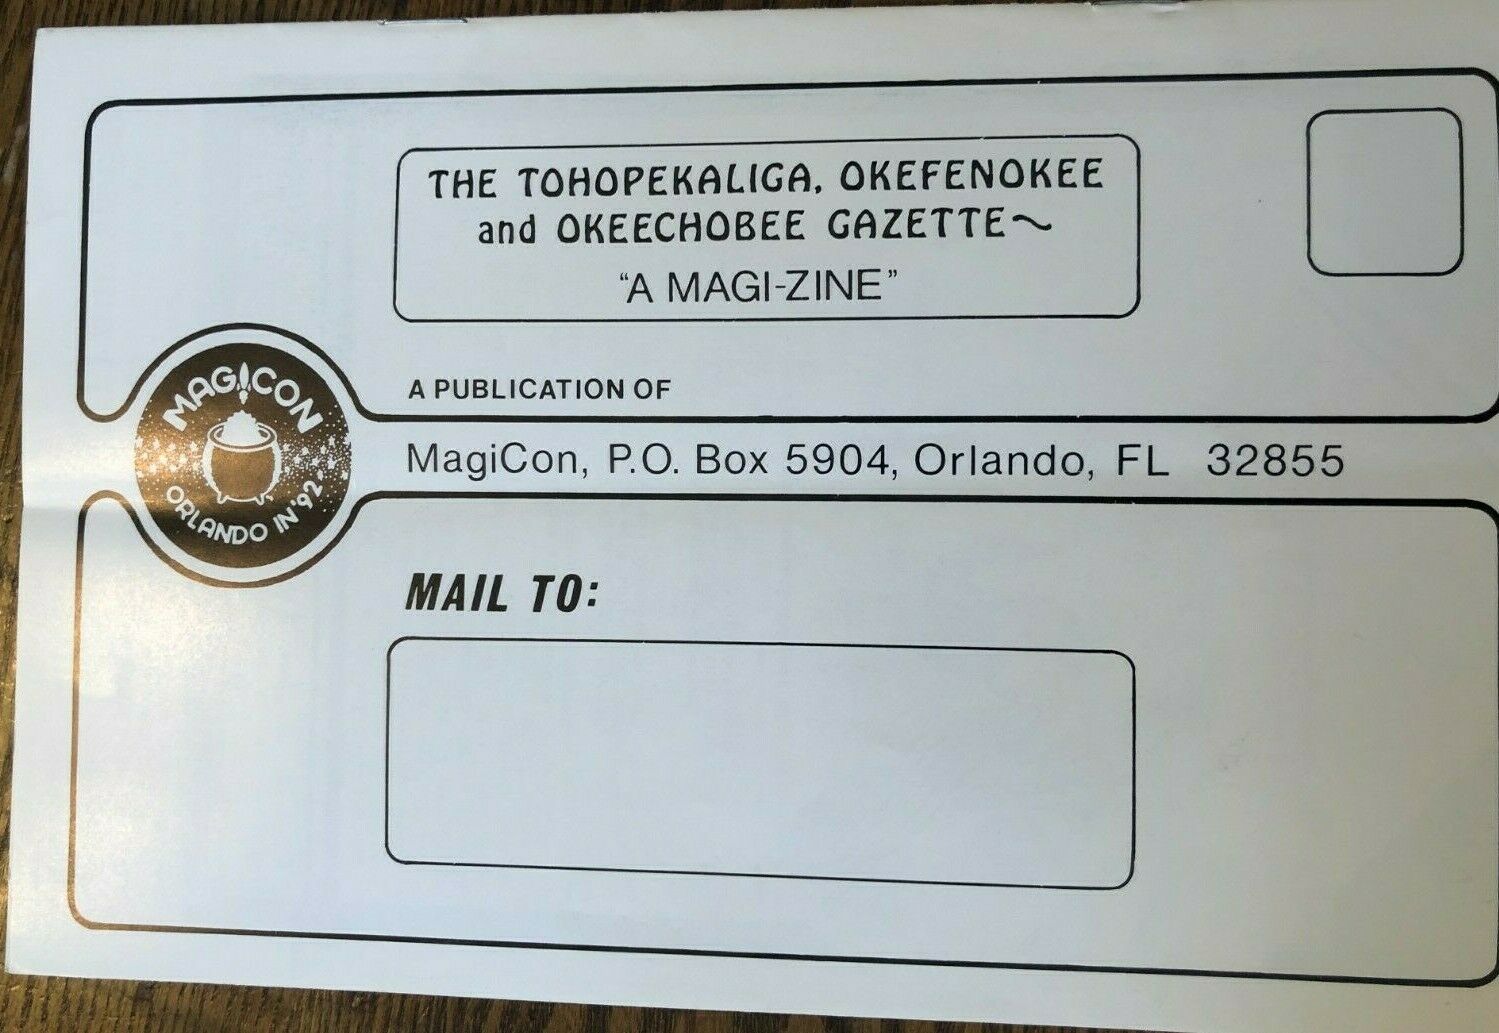 THE TOHOPEKALIGA, OKEFENOKEE
and OKEECHOBEE GAZETTE~
"A MAGI-ZINE"
A PUBLICATION OF
MAGICON
ORLANDO IN '92
MagiCon, P.O. Box 5904, Orlando, FL 32855
MAIL TO: